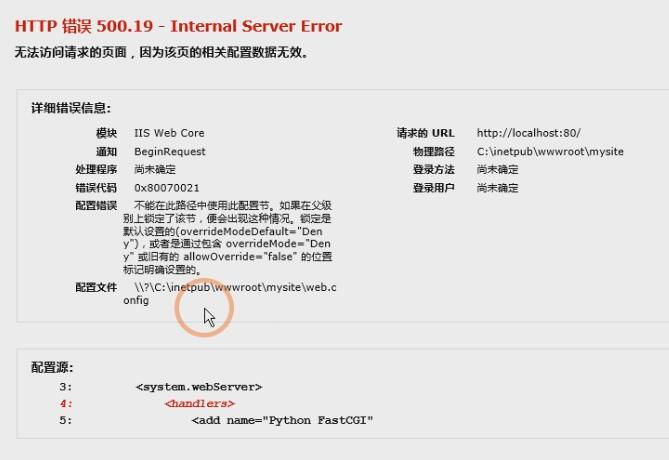 HTTP 错误 500.19 - Internal Server Error
无法访问请求的页面，因为该页的相关配置数据无效。
详细错误信息:
模块 IIS Web Core
通知 BeginRequest
处理程序 尚未确定
错误代码 0x80070021
配置错误 不能在此路径中使用此配置节。如果在父级
别上锁定了该节，便会出现这种情况。锁定是
默认设置的(overrideModeDefault="Den
y")，或者是通过包含 overrideMode="Den
y" 或旧有的 allowOverride="false" 的位置
标记明确设置的。
配置文件 \\?\C:\inetpub\wwwroot\mysite\web.c
onfig
请求的 URL http://localhost:80/
物理路径 C:\inetpub\wwwroot\mysite
登录方法 尚未确定
登录用户 尚未确定
配置源:
3: <system.webServer>
4: <handlers>
5: <add name="Python FastCGI"